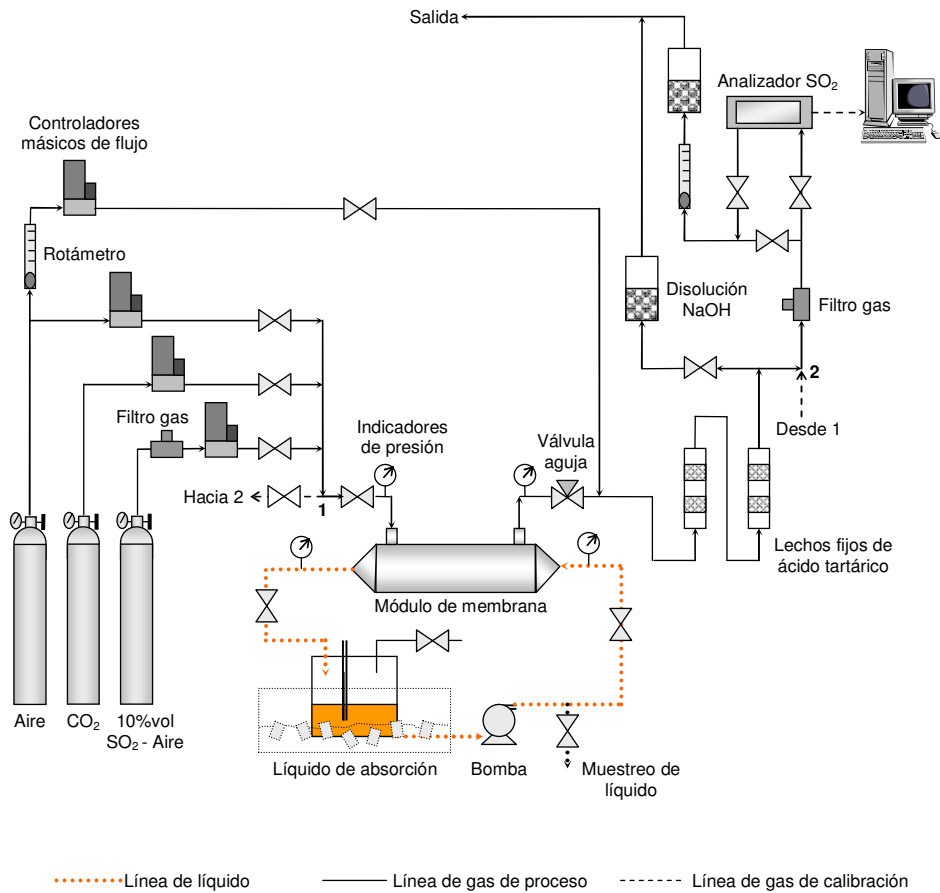 Salida
Analizador SO₂
Controladores
másicos de flujo
Rotámetro
Disolución
NaOH
Filtro gas
2
Desde 1
Filtro gas
Indicadores
de presión
Válvula
aguja
Hacia 2
1
Lechos fijos de
ácido tartárico
Módulo de membrana
Aire
CO₂
10%vol
SO₂ - Aire
Líquido de absorción
Bomba
Muestreo de
líquido
Línea de líquido
Línea de gas de proceso
Línea de gas de calibración